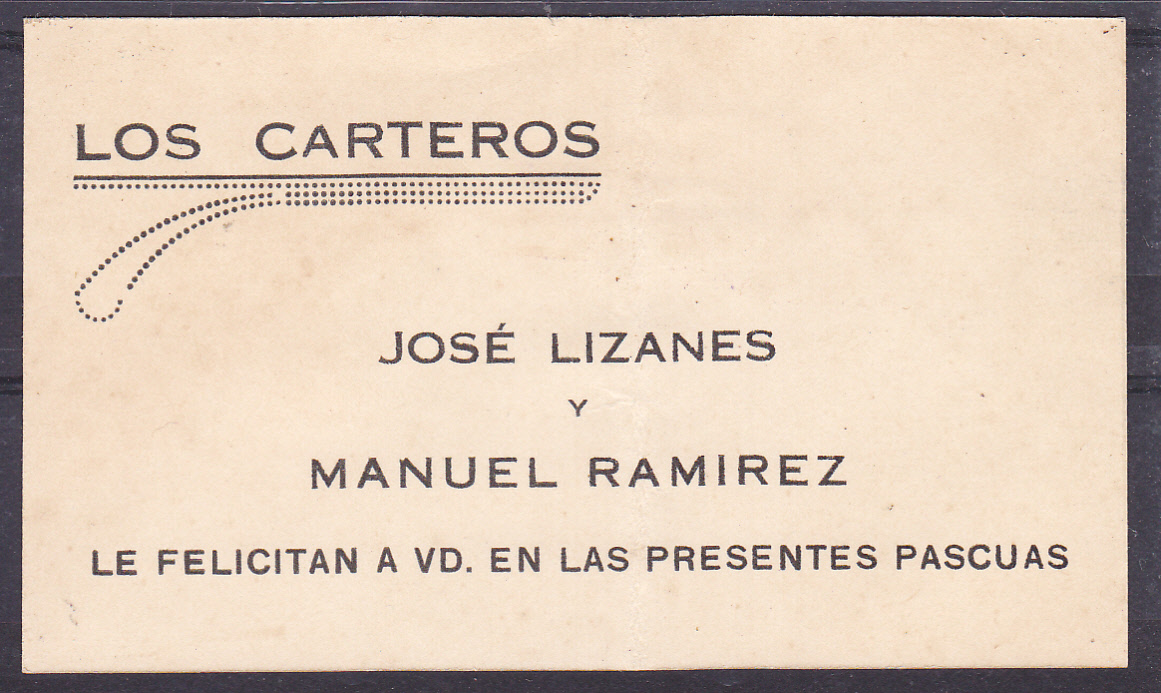 LOS CARTEROS
JOSÉ LIZANES
Y
MANUEL RAMIREZ
LE FELICITAN A VD. EN LAS PRESENTES PASCUAS